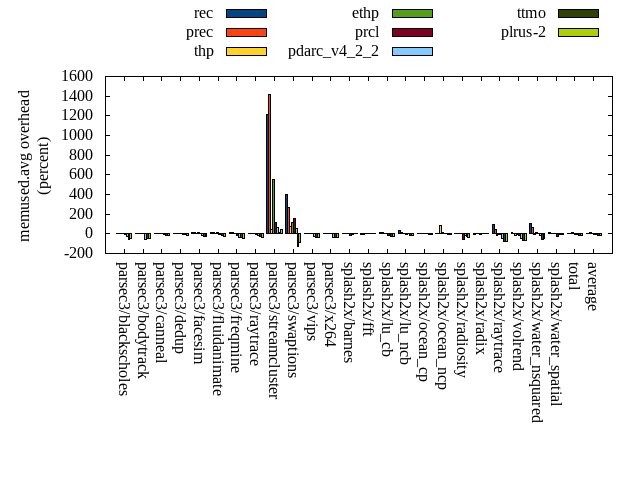 rec ethp ttmo
prec prcl plrus-2
thp pdarc_v4_2_2
memused.avg overhead
(percent)
1600
1400
1200
1000
800
600
400
200
0
-200
parsec3/blackscholes
parsec3/bodytrack
parsec3/canneal
parsec3/dedup
parsec3/facesim
parsec3/fluidanimate
parsec3/freqmine
parsec3/raytrace
parsec3/streamcluster
parsec3/swaptions
parsec3/vips
parsec3/x264
splash2x/barnes
splash2x/fft
splash2x/lu_cb
splash2x/lu_ncb
splash2x/ocean_cp
splash2x/ocean_ncp
splash2x/radiosity
splash2x/radix
splash2x/raytrace
splash2x/volrend
splash2x/water_nsquared
splash2x/water_spatial
total
average